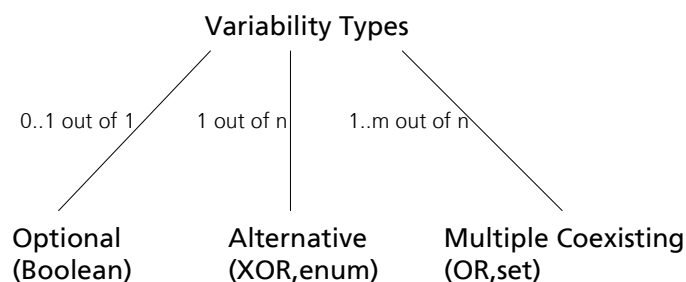 Variability Types
0..1 out of 1
1 out of n
1..m out of n
Optional
(Boolean)
Alternative
(XOR,enum)
Multiple Coexisting
(OR,set)